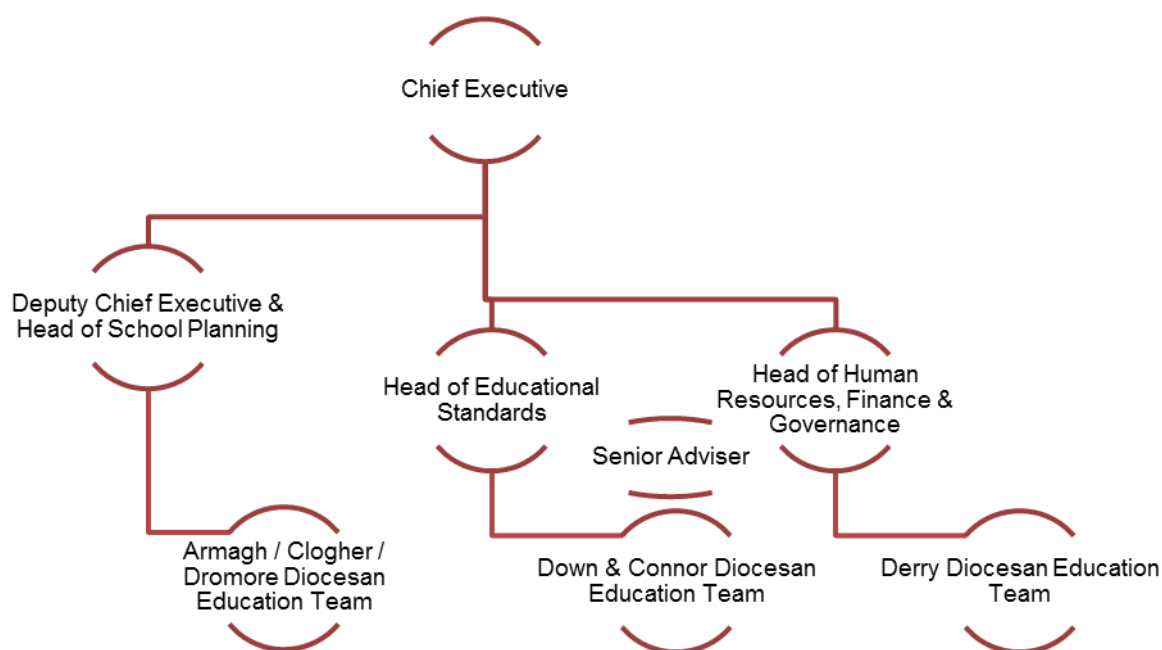 Chief Executive
Deputy Chief Executive &
Head of School Planning
Head of Educational
Standards
Head of Human
Resources, Finance &
Governance
Senior Adviser
Armagh / Clogher /
Dromore Diocesan
Education Team
Down & Connor Diocesan
Education Team
Derry Diocesan Education
Team